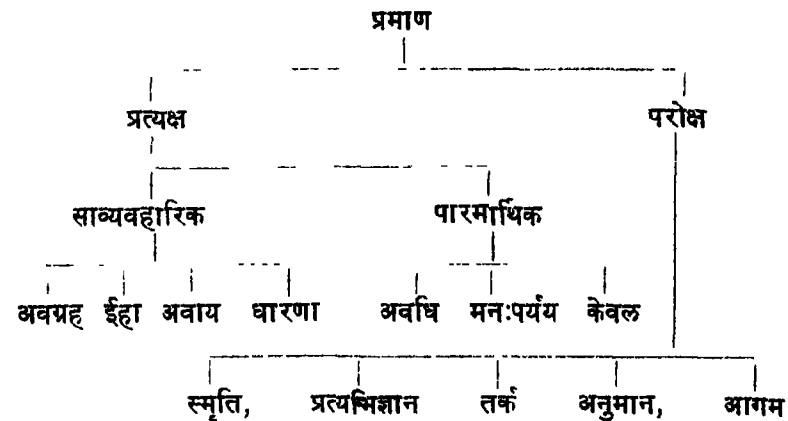 प्रमाण
प्रत्यक्ष परोक्ष
साव्यवहारिक पारमार्थिक
अवग्रह ईहा अवाय धारणा अवधि मनःपर्यय केवल
स्मृति, प्रत्यभिज्ञान तर्क अनुमान, आगम